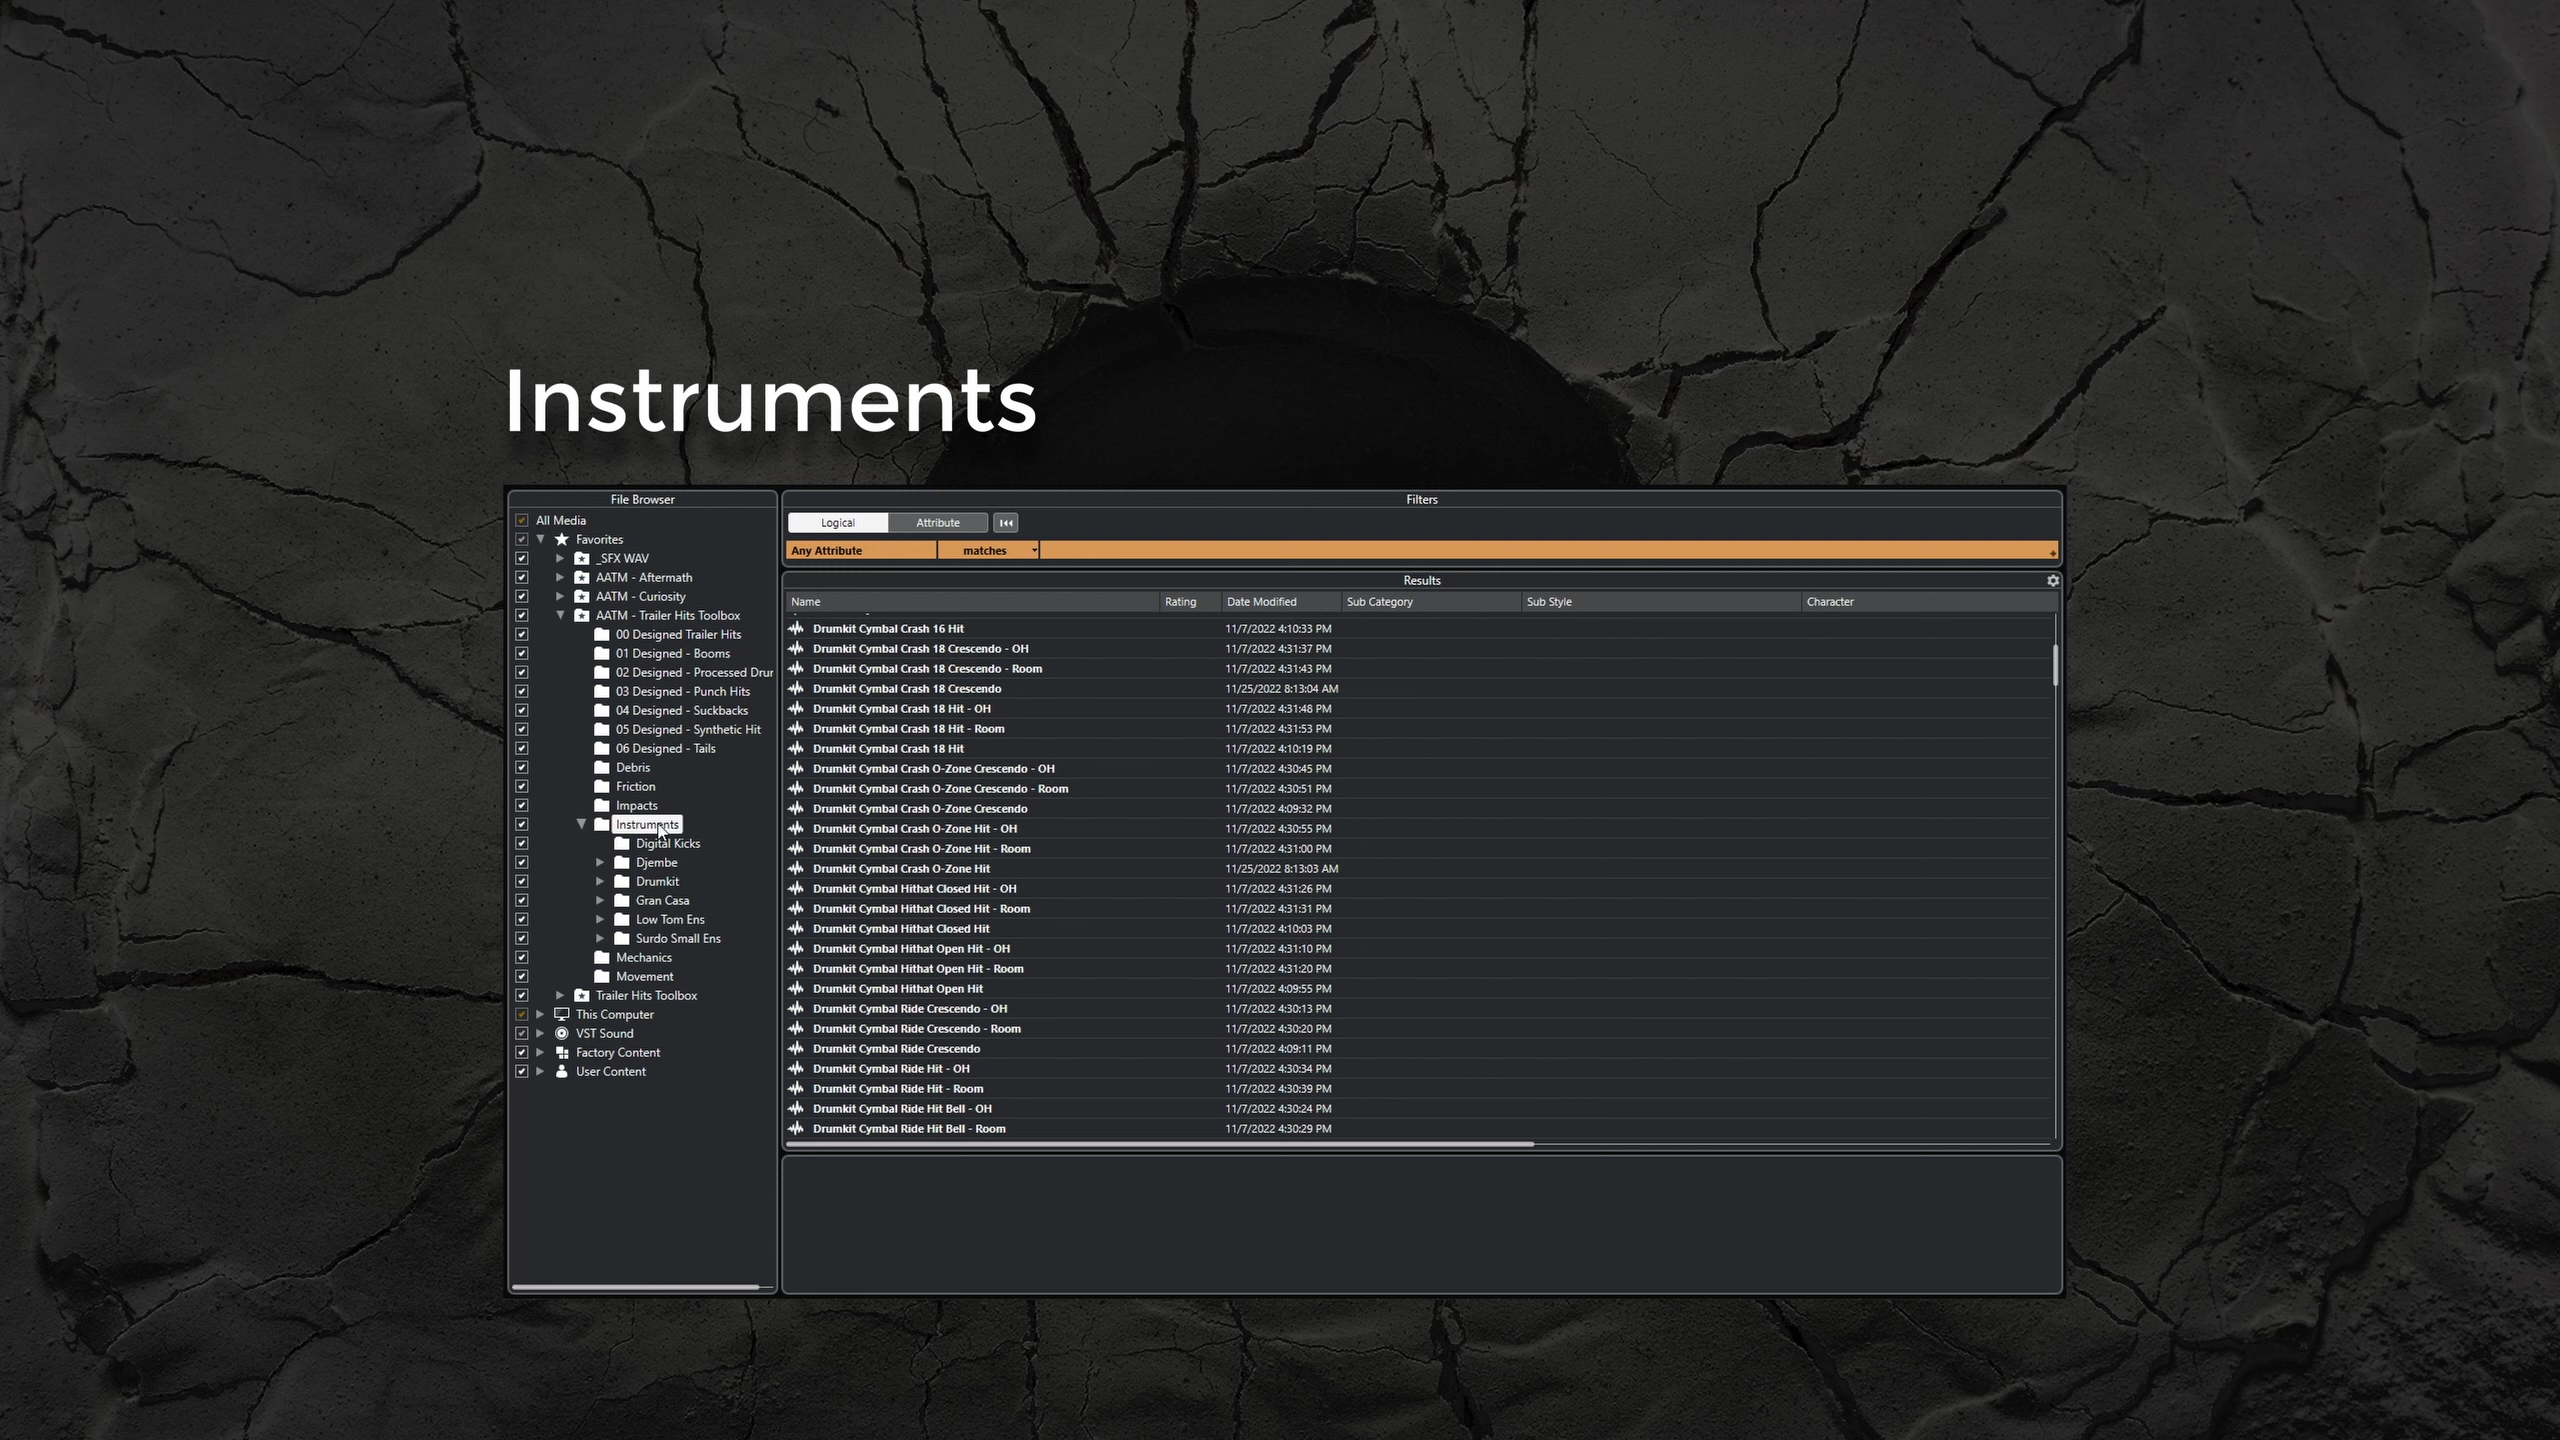 Instruments
File Browser
All Media
Favorites
_SFX WAV
AATM - Aftermath
AATM - Curiosity
AATM - Trailer Hits Toolbox
00 Designed Trailer Hits
01 Designed - Booms
02 Designed - Processed Drur
03 Designed - Punch Hits
04 Designed - Suckbacks
05 Designed - Synthetic Hit
06 Designed - Tails
Debris
Friction
Impacts
Instruments
Digital Kicks
Djembe
Drumkit
Gran Casa
Low Tom Ens
Surdo Small Ens
Mechanics
Movement
Trailer Hits Toolbox
This Computer
VST Sound
Factory Content
User Content
Filters
Logical Attribute
Any Attribute matches
Results
Name Rating Date Modified Sub Category Sub Style Character
Drumkit Cymbal Crash 16 Hit 11/7/2022 4:10:33 PM
Drumkit Cymbal Crash 18 Crescendo - OH 11/7/2022 4:31:37 PM
Drumkit Cymbal Crash 18 Crescendo - Room 11/7/2022 4:31:43 PM
Drumkit Cymbal Crash 18 Crescendo 11/25/2022 8:13:04 AM
Drumkit Cymbal Crash 18 Hit - OH 11/7/2022 4:31:48 PM
Drumkit Cymbal Crash 18 Hit - Room 11/7/2022 4:31:53 PM
Drumkit Cymbal Crash 18 Hit 11/7/2022 4:10:19 PM
Drumkit Cymbal Crash O-Zone Crescendo - OH 11/7/2022 4:30:45 PM
Drumkit Cymbal Crash O-Zone Crescendo - Room 11/7/2022 4:30:51 PM
Drumkit Cymbal Crash O-Zone Crescendo 11/7/2022 4:09:32 PM
Drumkit Cymbal Crash O-Zone Hit - OH 11/7/2022 4:30:55 PM
Drumkit Cymbal Crash O-Zone Hit - Room 11/7/2022 4:31:00 PM
Drumkit Cymbal Crash O-Zone Hit 11/25/2022 8:13:03 AM
Drumkit Cymbal Hithat Closed Hit - OH 11/7/2022 4:31:26 PM
Drumkit Cymbal Hithat Closed Hit - Room 11/7/2022 4:31:31 PM
Drumkit Cymbal Hithat Closed Hit 11/7/2022 4:10:03 PM
Drumkit Cymbal Hithat Open Hit - OH 11/7/2022 4:31:10 PM
Drumkit Cymbal Hithat Open Hit - Room 11/7/2022 4:31:20 PM
Drumkit Cymbal Hithat Open Hit 11/7/2022 4:09:55 PM
Drumkit Cymbal Ride Crescendo - OH 11/7/2022 4:30:13 PM
Drumkit Cymbal Ride Crescendo - Room 11/7/2022 4:30:20 PM
Drumkit Cymbal Ride Crescendo 11/7/2022 4:09:11 PM
Drumkit Cymbal Ride Hit - OH 11/7/2022 4:30:34 PM
Drumkit Cymbal Ride Hit - Room 11/7/2022 4:30:39 PM
Drumkit Cymbal Ride Hit Bell - OH 11/7/2022 4:30:24 PM
Drumkit Cymbal Ride Hit Bell - Room 11/7/2022 4:30:29 PM